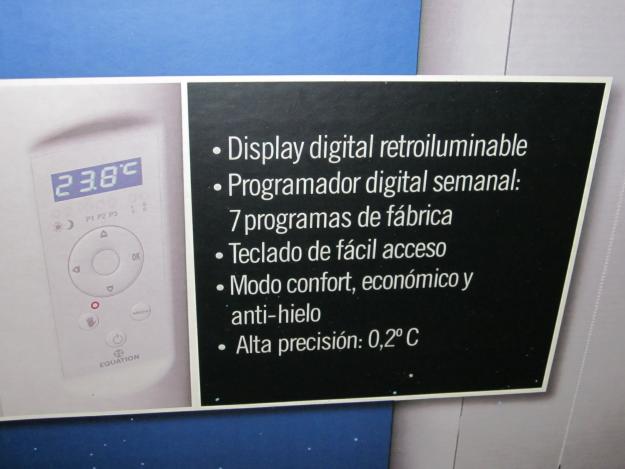 23.8°C
P1 P2 P3
OK
EQUATION
• Display digital retroiluminable
• Programador digital semanal:
7 programas de fábrica
• Teclado de fácil acceso
• Modo confort, económico y
anti-hielo
• Alta precisión: 0,2º C